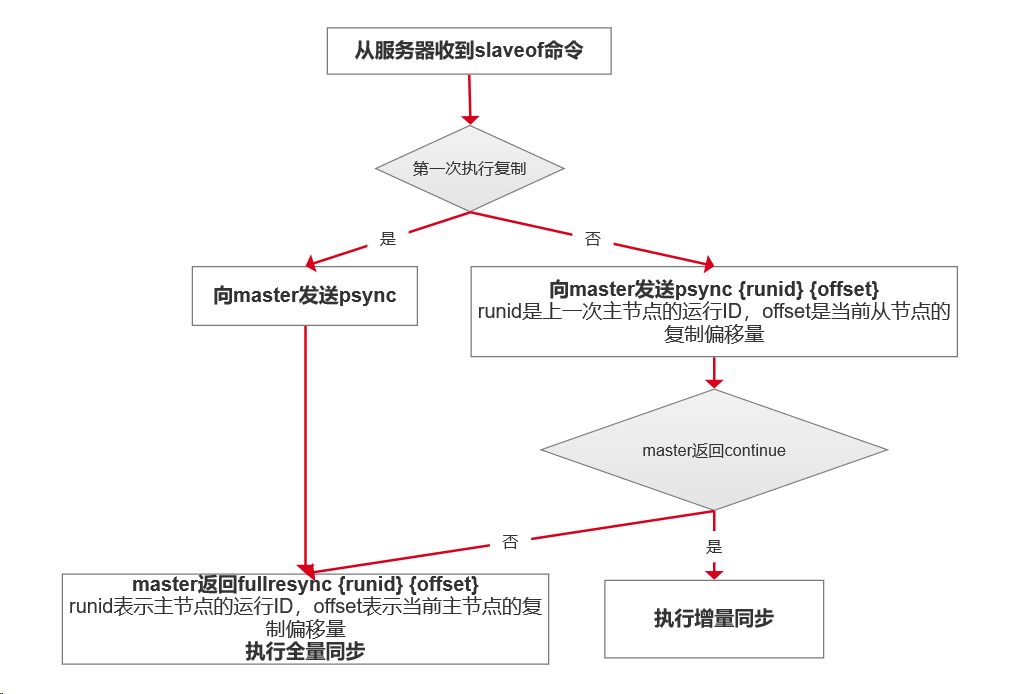 从服务器收到slaveof命令
第一次执行复制
是
否
向master发送psync
向master发送psync {runid} {offset}
runid是上一次主节点的运行ID，offset是当前从节点的
复制偏移量
master返回continue
否
是
master返回fullresync {runid} {offset}
runid表示主节点的运行ID，offset表示当前主节点的复
制偏移量
执行全量同步
执行增量同步